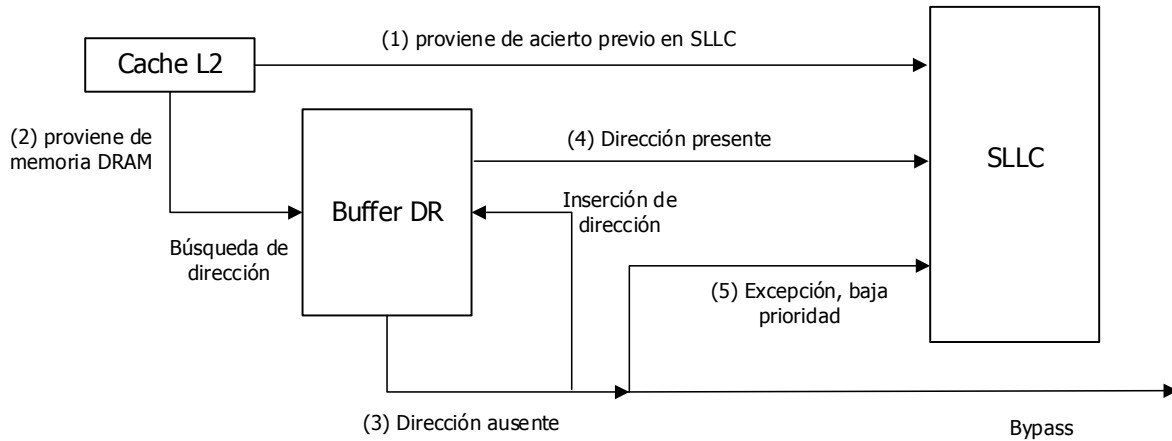 (1) proviene de acierto previo en SLLC
Cache L2
(2) proviene de
memoria DRAM
(4) Dirección presente
SLLC
Buffer DR
Inserción de
dirección
Búsqueda de
dirección
(5) Excepción, baja
prioridad
(3) Dirección ausente
Bypass